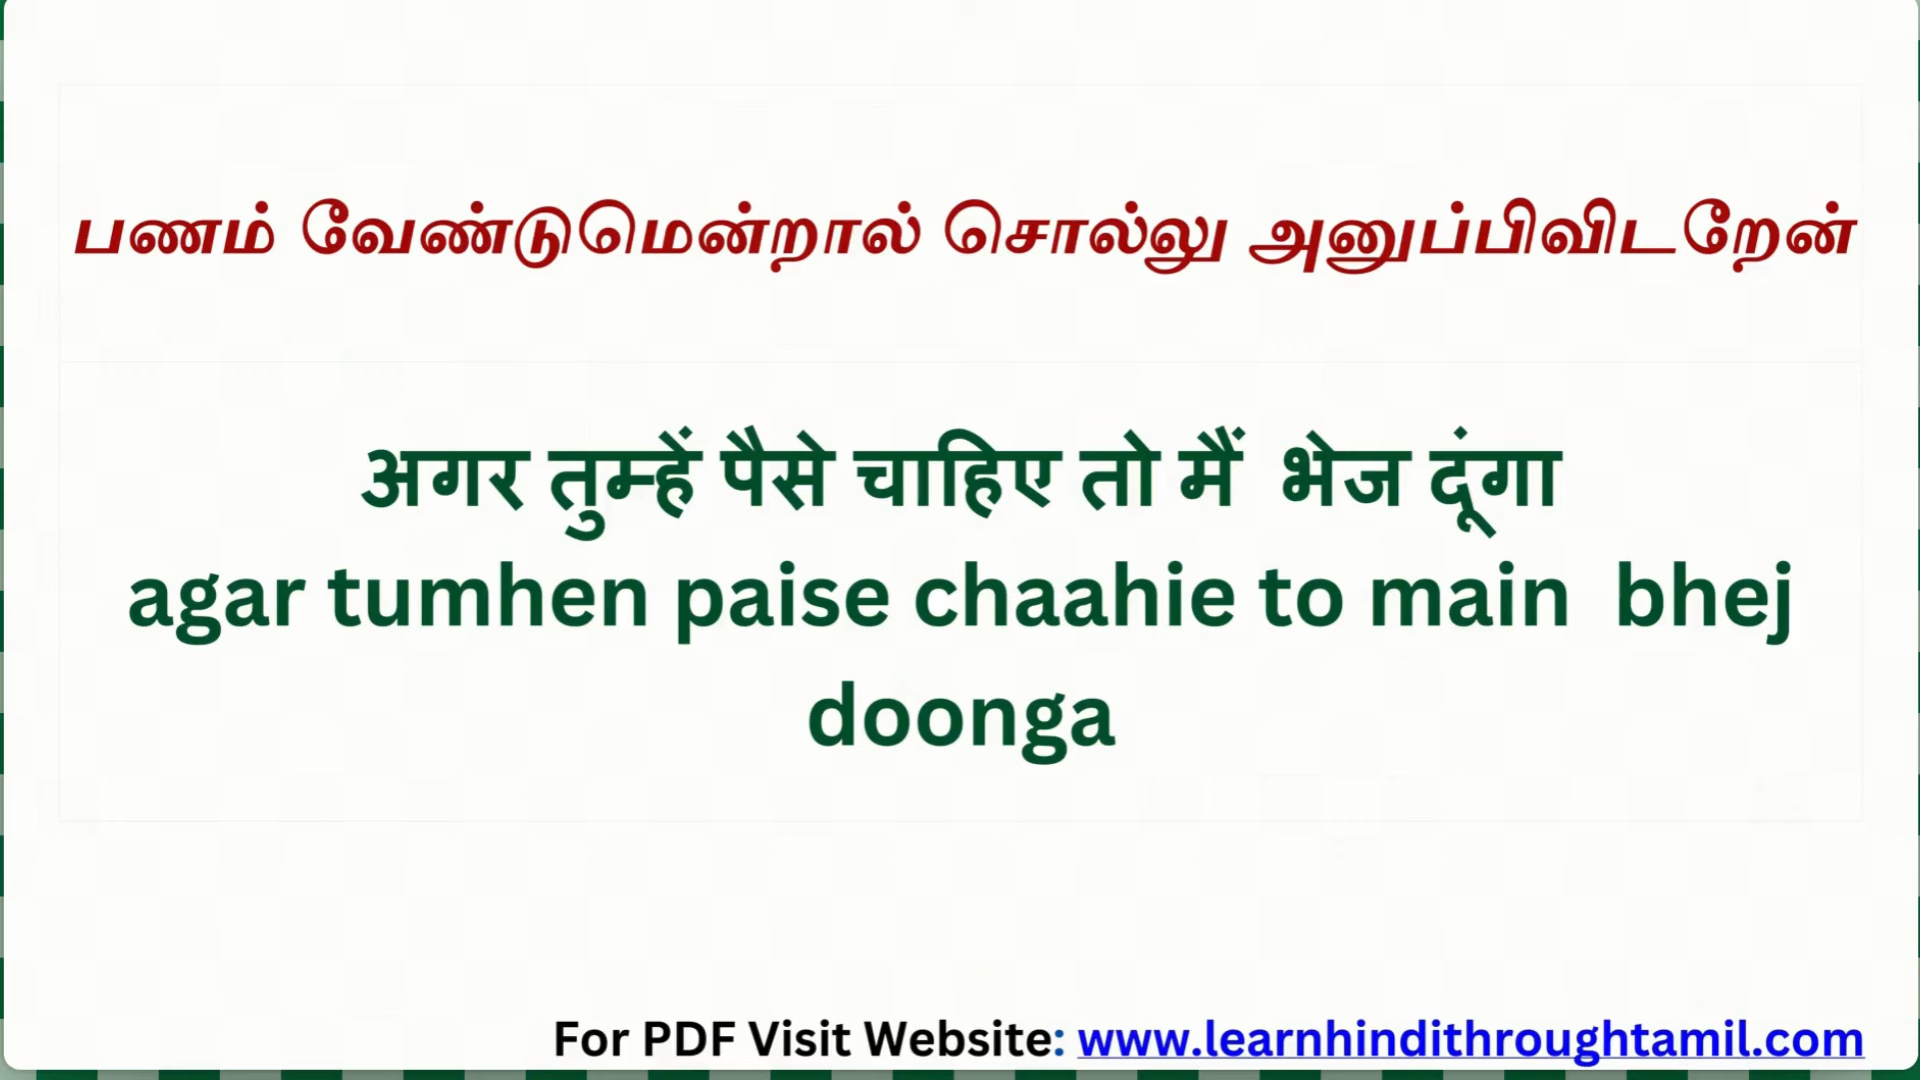 பணம் வேண்டுமென்றால் சொல்லு அனுப்பிவிடறேன்
अगर तुम्हें पैसे चाहिए तो मैं  भेज दूंगा
agar tumhen paise chaahie to main  bhej
doonga
For PDF Visit Website: www.learnhindithroughtamil.com